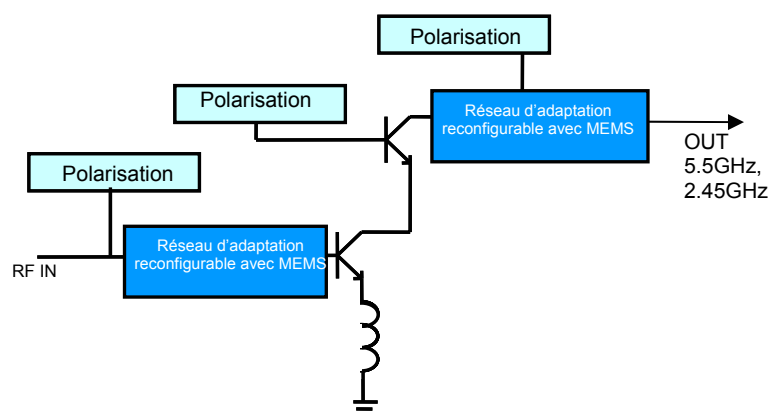 Polarisation
Polarisation
Réseau d’adaptation
reconfigurable avec MEMS
OUT
5.5GHz,
2.45GHz
Polarisation
Réseau d’adaptation
reconfigurable avec MEMS
RF IN